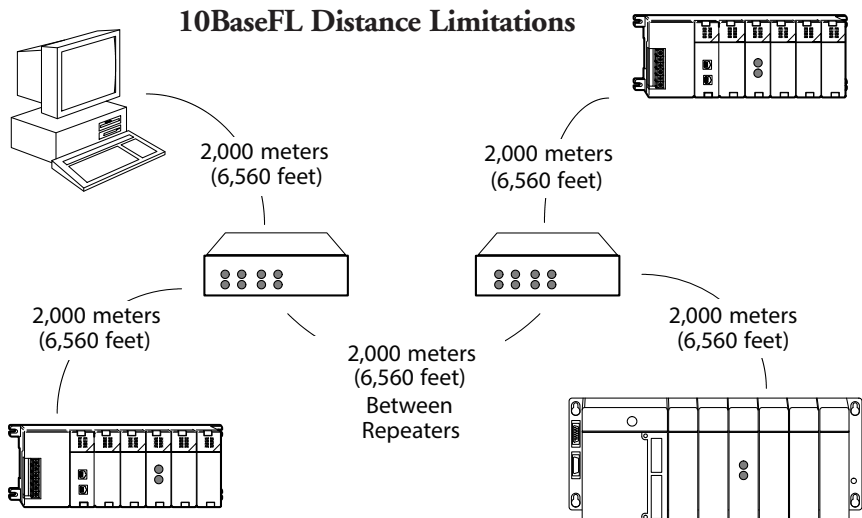 10BaseFL Distance Limitations
2,000 meters
(6,560 feet)
2,000 meters
(6,560 feet)
2,000 meters
(6,560 feet)
2,000 meters
(6,560 feet)
Between
Repeaters
2,000 meters
(6,560 feet)